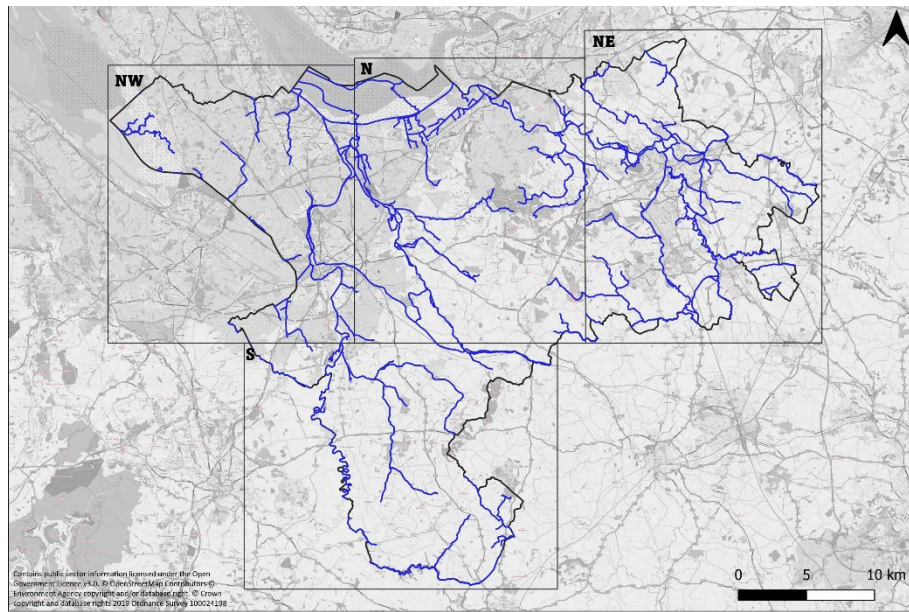 NW
N
NE
S
0 5 10 km
Contains public sector information licensed under the Open
Government Licence v3.0. © OpenStreetMap Contributors ©
Environment Agency copyright and/or database right. © Crown
copyright and database rights 2019 Ordnance Survey 100024198